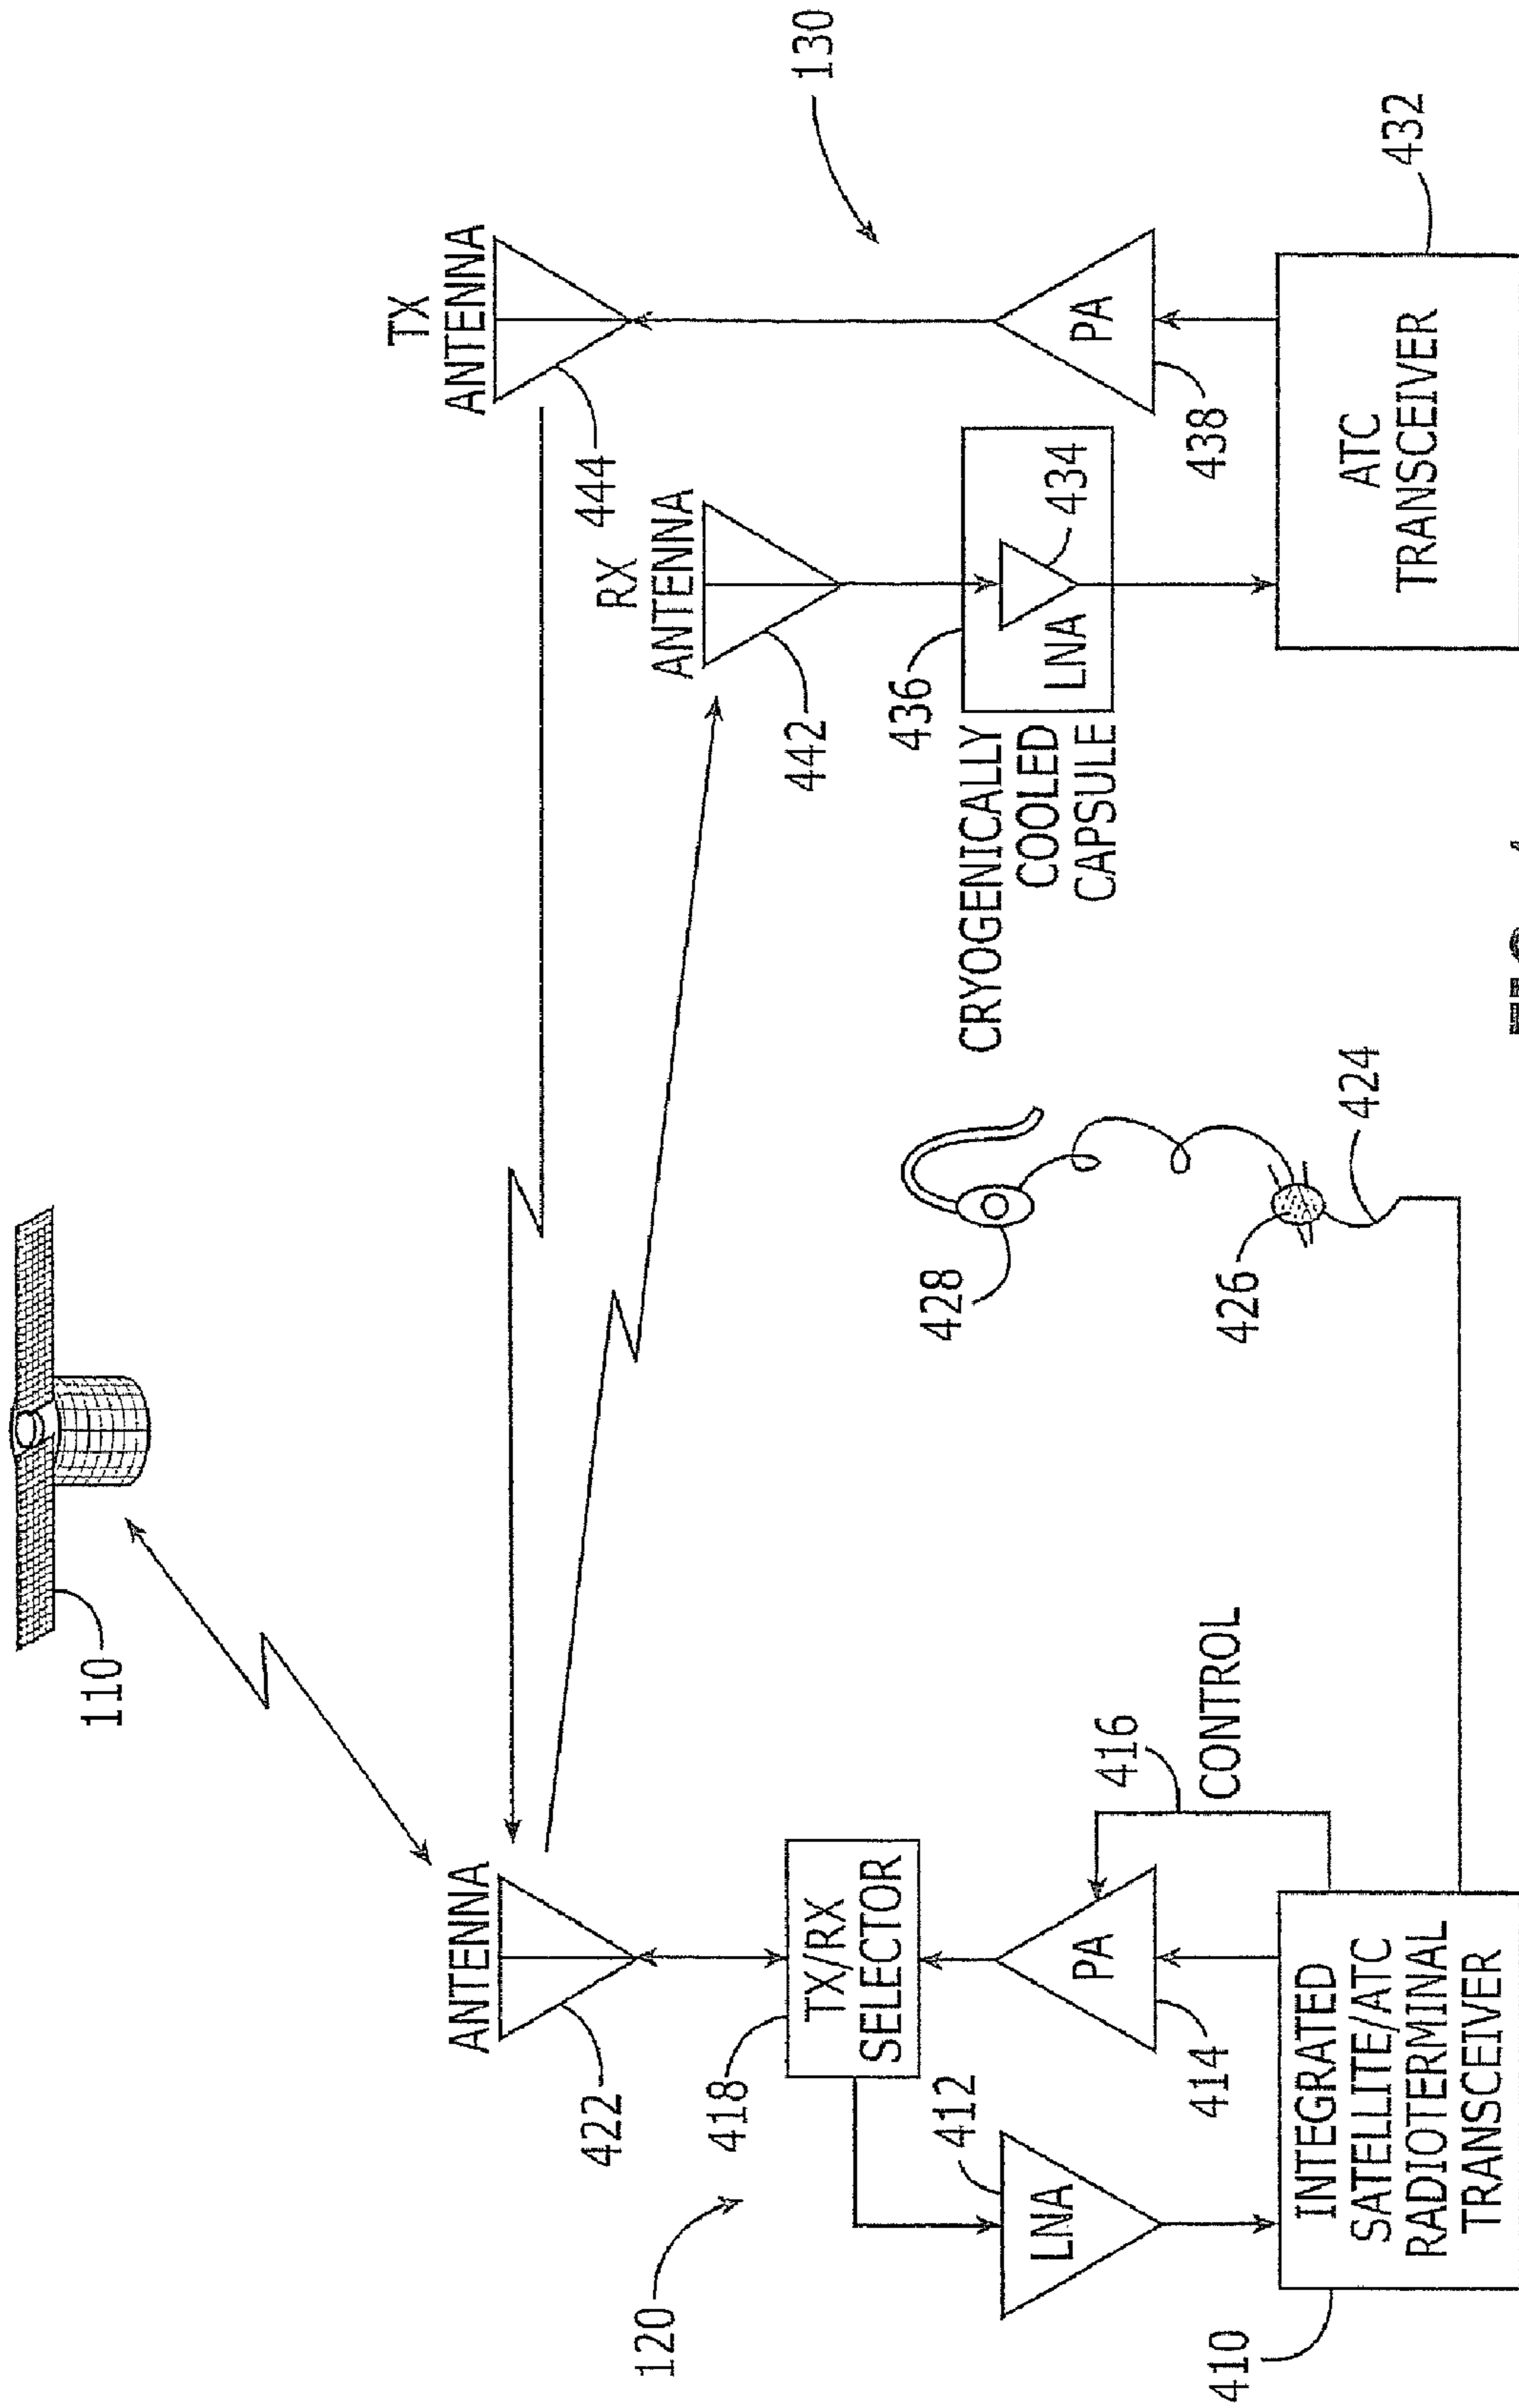 110
TX
ANTENNA
444
RX
ANTENNA
442
130
ANTENNA
422
418
TX/RX
SELECTOR
120
412
LNA
PA
414
416
CONTROL
410
INTEGRATED
SATELLITE/ATC
RADIOTERMINAL
TRANSCEIVER
428
426
424
436
CRYOGENICALLY
COOLED
CAPSULE
LNA
434
PA
438
ATC
TRANSCEIVER
432